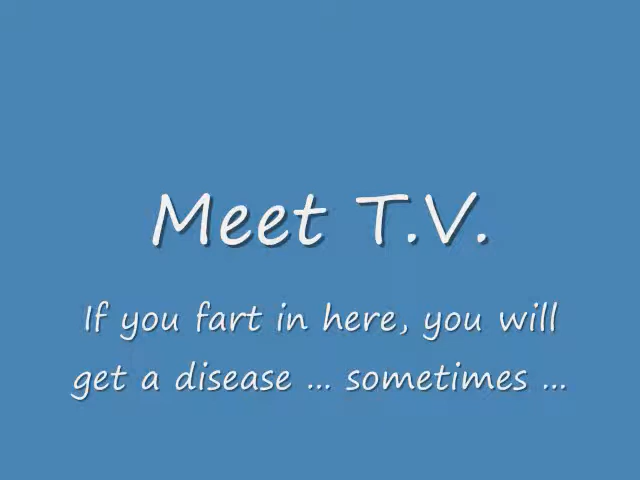 Meet T.V.
If you fart in here, you will
get a disease ... sometimes ...